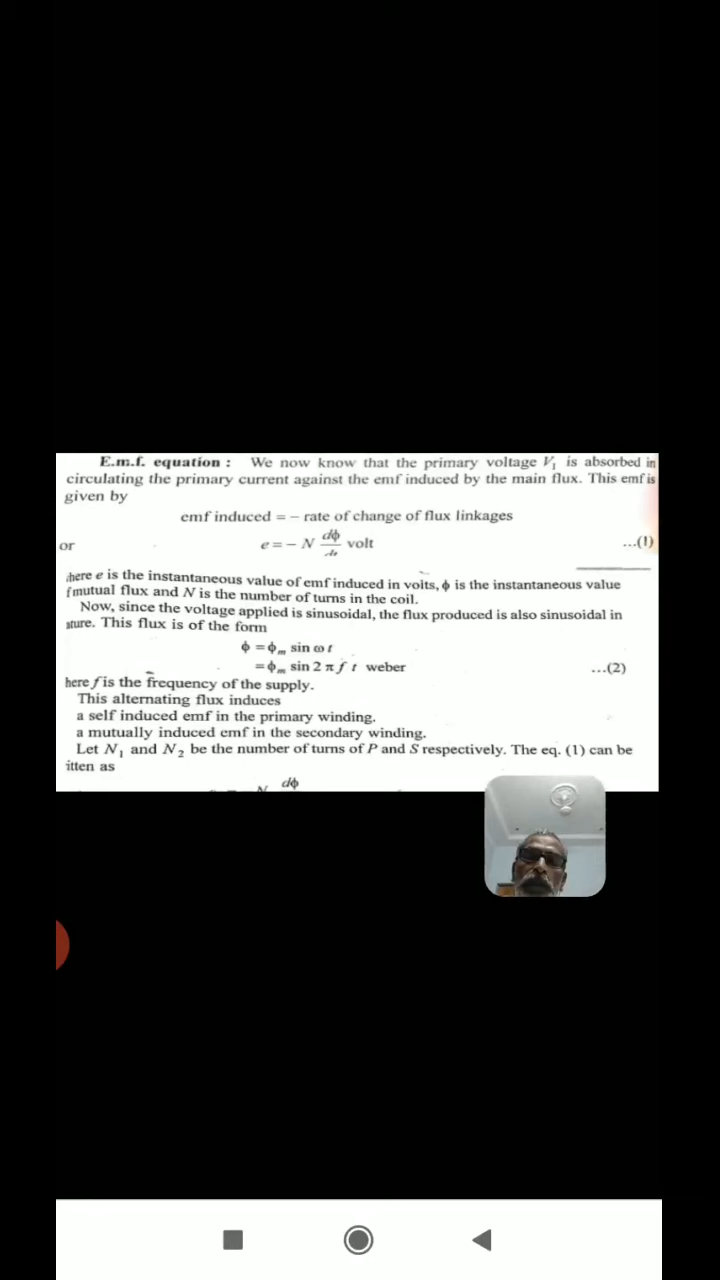 E.m.f. equation : We now know that the primary voltage V₁ is absorbed in
circulating the primary current against the emf induced by the main flux. This emf is
given by
emf induced = – rate of change of flux linkages
or e = – N dϕ/dt volt ...(1)
here e is the instantaneous value of emf induced in volts, ϕ is the instantaneous value
f mutual flux and N is the number of turns in the coil.
Now, since the voltage applied is sinusoidal, the flux produced is also sinusoidal in
ature. This flux is of the form
ϕ = ϕₘ sin ω t
= ϕₘ sin 2 π f t weber ...(2)
here f is the frequency of the supply.
This alternating flux induces
a self induced emf in the primary winding.
a mutually induced emf in the secondary winding.
Let N₁ and N₂ be the number of turns of P and S respectively. The eq. (1) can be
itten as
N dϕ